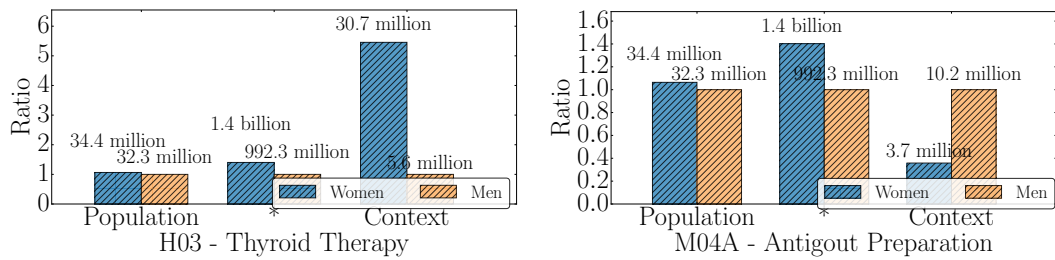 Ratio
6
5
4
3
2
1
0
34.4 million
32.3 million
1.4 billion
992.3 million
30.7 million
5.6 million
Women
Men
Population
*
Context
H03 - Thyroid Therapy
Ratio
1.6
1.4
1.2
1.0
0.8
0.6
0.4
0.2
0.0
34.4 million
32.3 million
1.4 billion
992.3 million
3.7 million
10.2 million
Women
Men
Population
*
Context
M04A - Antigout Preparation